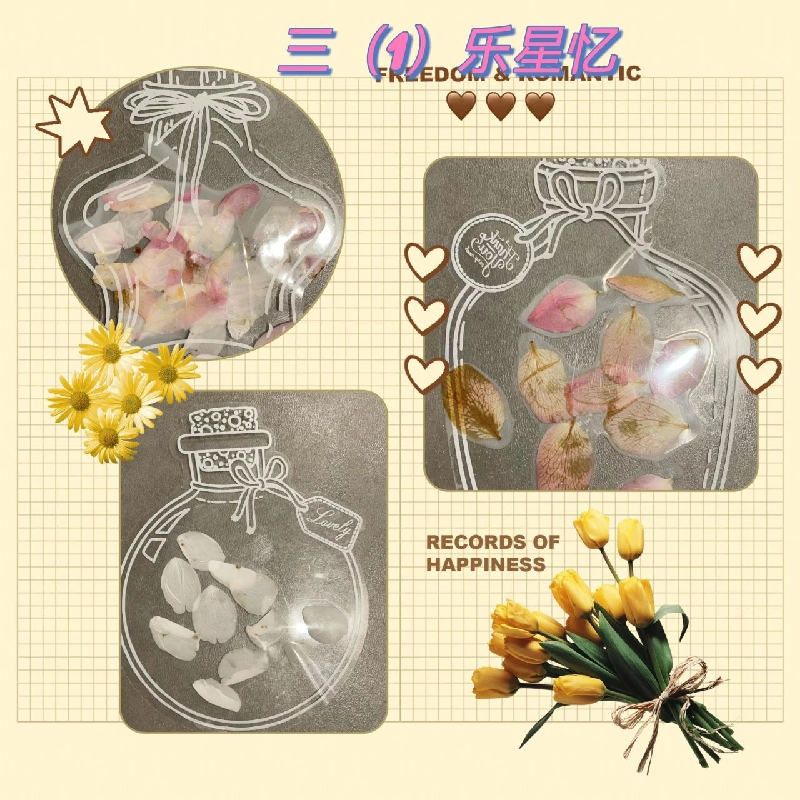 三（1）乐星忆
FREEDOM & ROMANTIC
Lovely
RECORDS OF
HAPPINESS